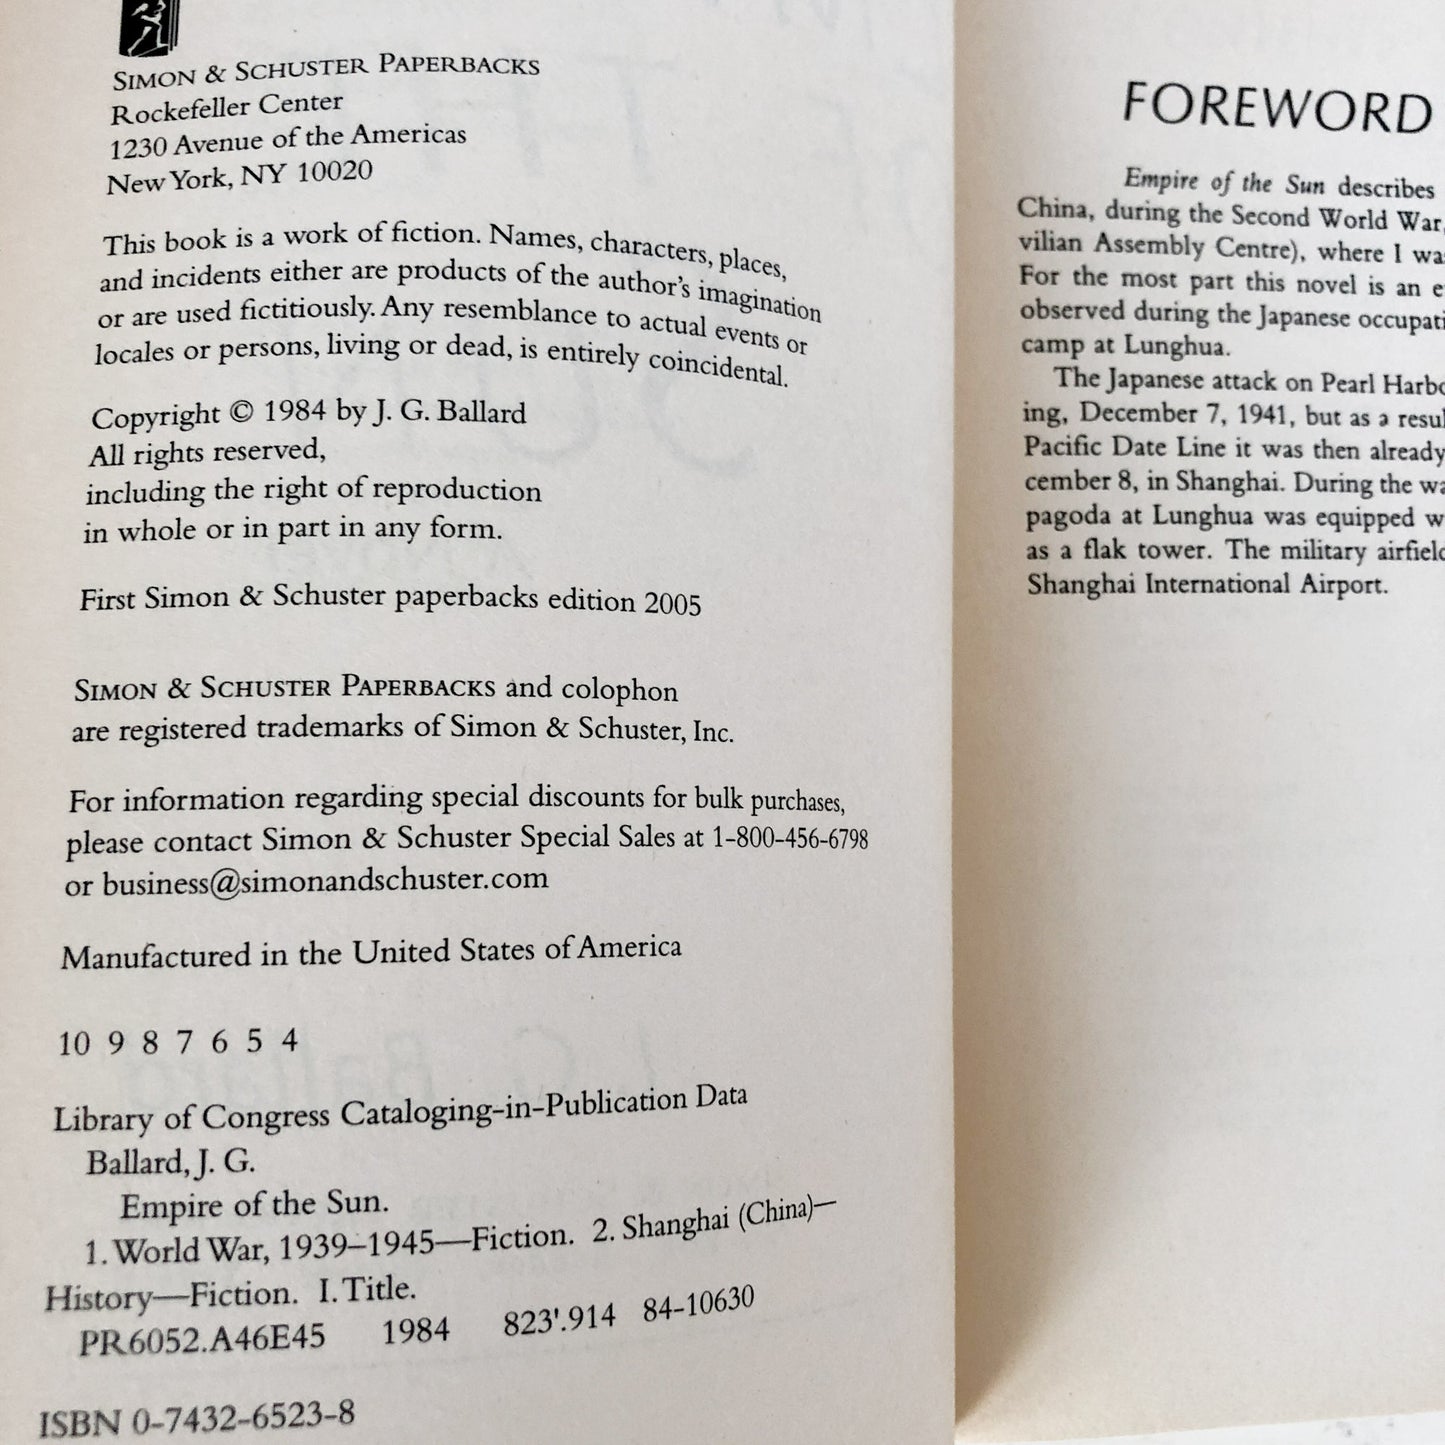 SIMON & SCHUSTER PAPERBACKS
Rockefeller Center
1230 Avenue of the Americas
New York, NY 10020
This book is a work of fiction. Names, characters, places,
and incidents either are products of the author's imagination
or are used fictitiously. Any resemblance to actual events or
locales or persons, living or dead, is entirely coincidental.
Copyright © 1984 by J. G. Ballard
All rights reserved,
including the right of reproduction
in whole or in part in any form.
First Simon & Schuster paperbacks edition 2005
SIMON & SCHUSTER PAPERBACKS and colophon
are registered trademarks of Simon & Schuster, Inc.
For information regarding special discounts for bulk purchases,
please contact Simon & Schuster Special Sales at 1-800-456-6798
or business@simonandschuster.com
Manufactured in the United States of America
10 9 8 7 6 5 4
Library of Congress Cataloging-in-Publication Data
Ballard, J. G.
Empire of the Sun.
1. World War, 1939–1945—Fiction. 2. Shanghai (China)—
History—Fiction. I. Title.
PR6052.A46E45 1984 823'.914 84-10630
ISBN 0-7432-6523-8
FOREWORD
Empire of the Sun describes
China, during the Second World War,
vilian Assembly Centre), where I wa
For the most part this novel is an e
observed during the Japanese occupati
camp at Lunghua.
The Japanese attack on Pearl Harbo
ing, December 7, 1941, but as a resul
Pacific Date Line it was then already
cember 8, in Shanghai. During the wa
pagoda at Lunghua was equipped w
as a flak tower. The military airfield
Shanghai International Airport.